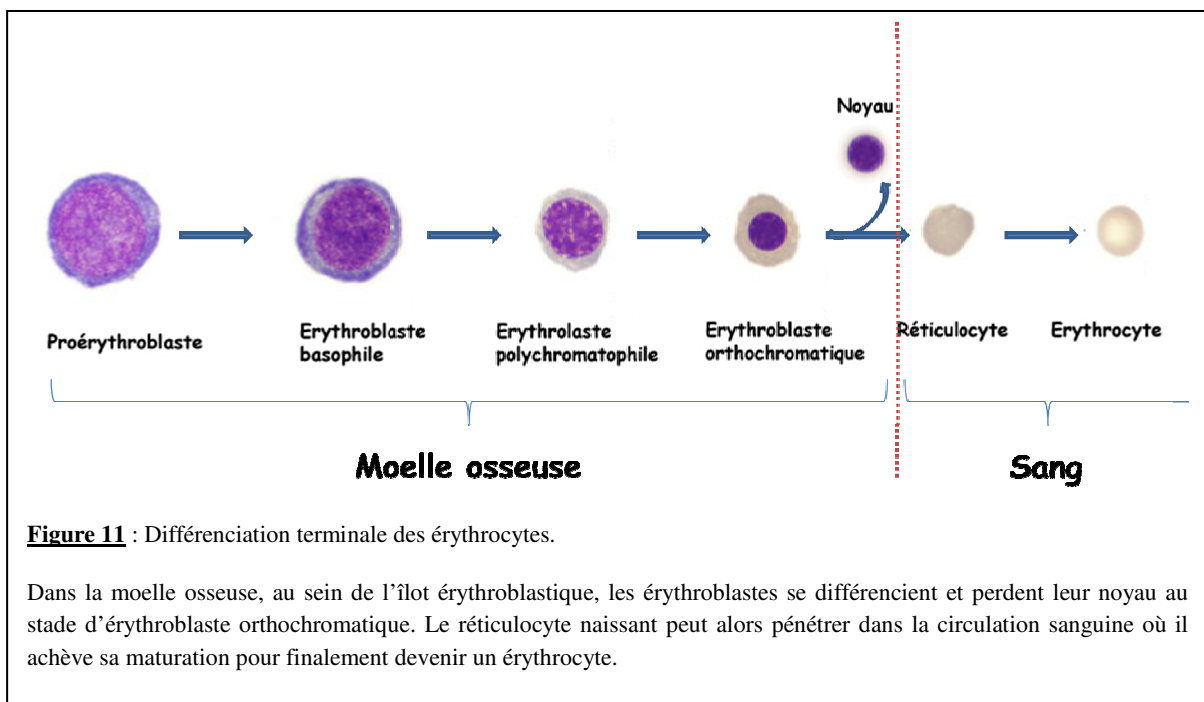 Noyau
Proérythroblaste
Erythroblaste
basophile
Erythrolaste
polychromatophile
Erythroblaste
orthochromatique
Réticulocyte
Erythrocyte
Moelle osseuse
Sang
Figure 11 : Différenciation terminale des érythrocytes.
Dans la moelle osseuse, au sein de l’îlot érythroblastique, les érythroblastes se différencient et perdent leur noyau au
stade d’érythroblaste orthochromatique. Le réticulocyte naissant peut alors pénétrer dans la circulation sanguine où il
achève sa maturation pour finalement devenir un érythrocyte.